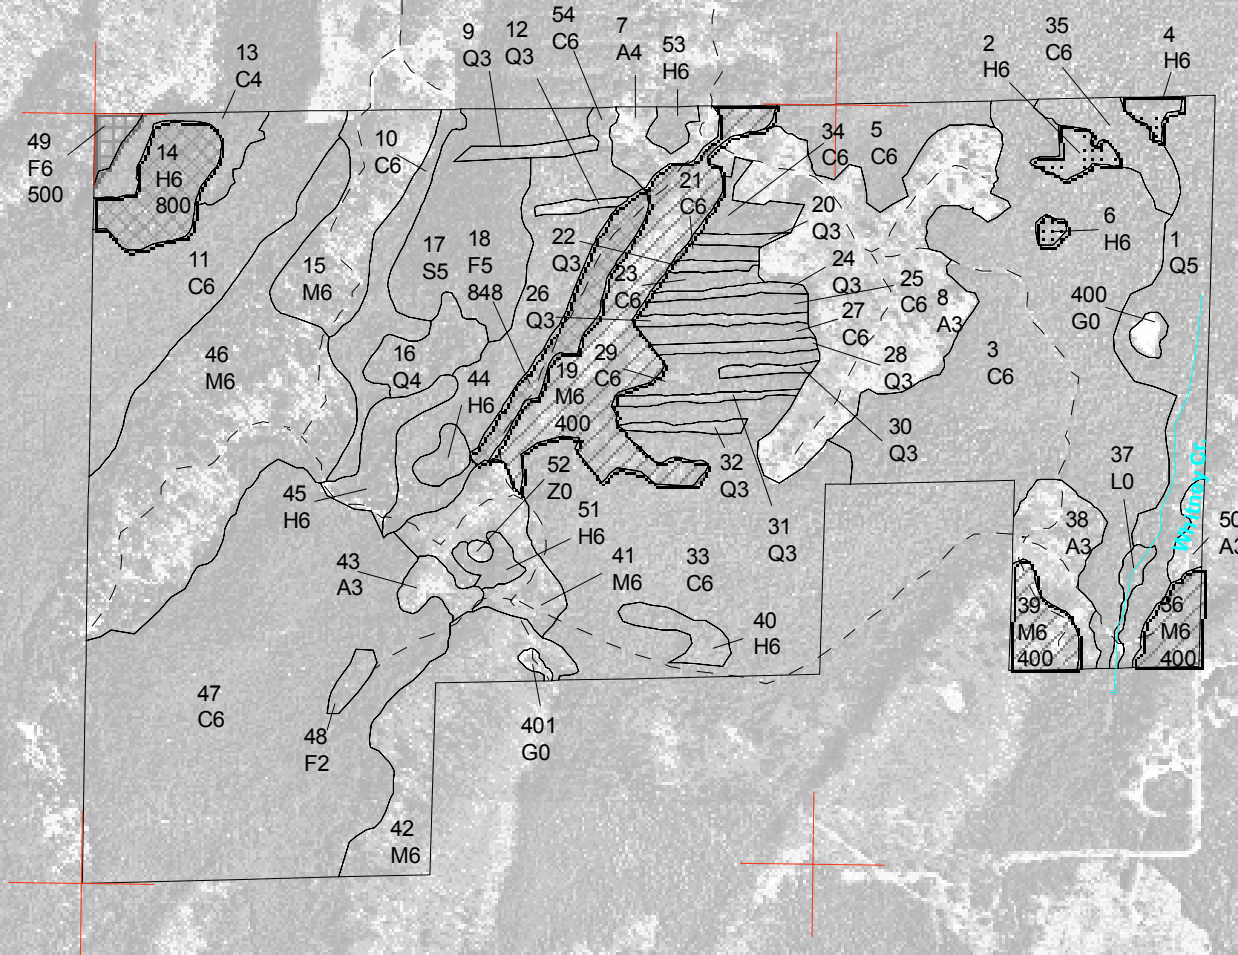 13
C4
9
Q3
12
Q3
54
C6
7
A4
53
H6
2
H6
35
C6
4
H6
49
F6
500
14
H6
800
10
C6
34
C6
5
C6
21
C6
20
Q3
6
H6
1
Q5
11
C6
15
M6
17
S5
18
F5
848
22
Q3
23
C6
24
Q3
25
C6
8
A3
400
G0
26
Q3
27
C6
46
M6
16
Q4
44
H6
19
M6
400
29
C6
28
Q3
3
C6
30
Q3
32
Q3
37
L0
Whitney Cr.
45
H6
52
Z0
51
H6
31
Q3
38
A3
50
A3
43
A3
41
M6
33
C6
40
H6
39
M6
400
36
M6
400
47
C6
48
F2
401
G0
42
M6